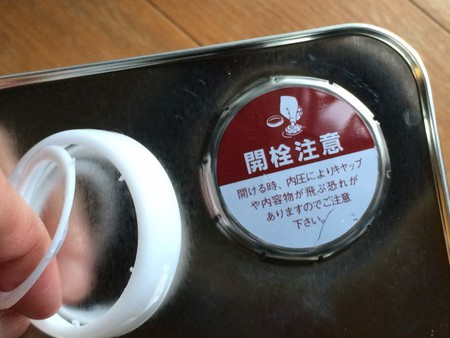 開栓注意
開ける時、内圧によりキャップ
や内容物が飛ぶ恐れが
ありますのでご注意
下さい。